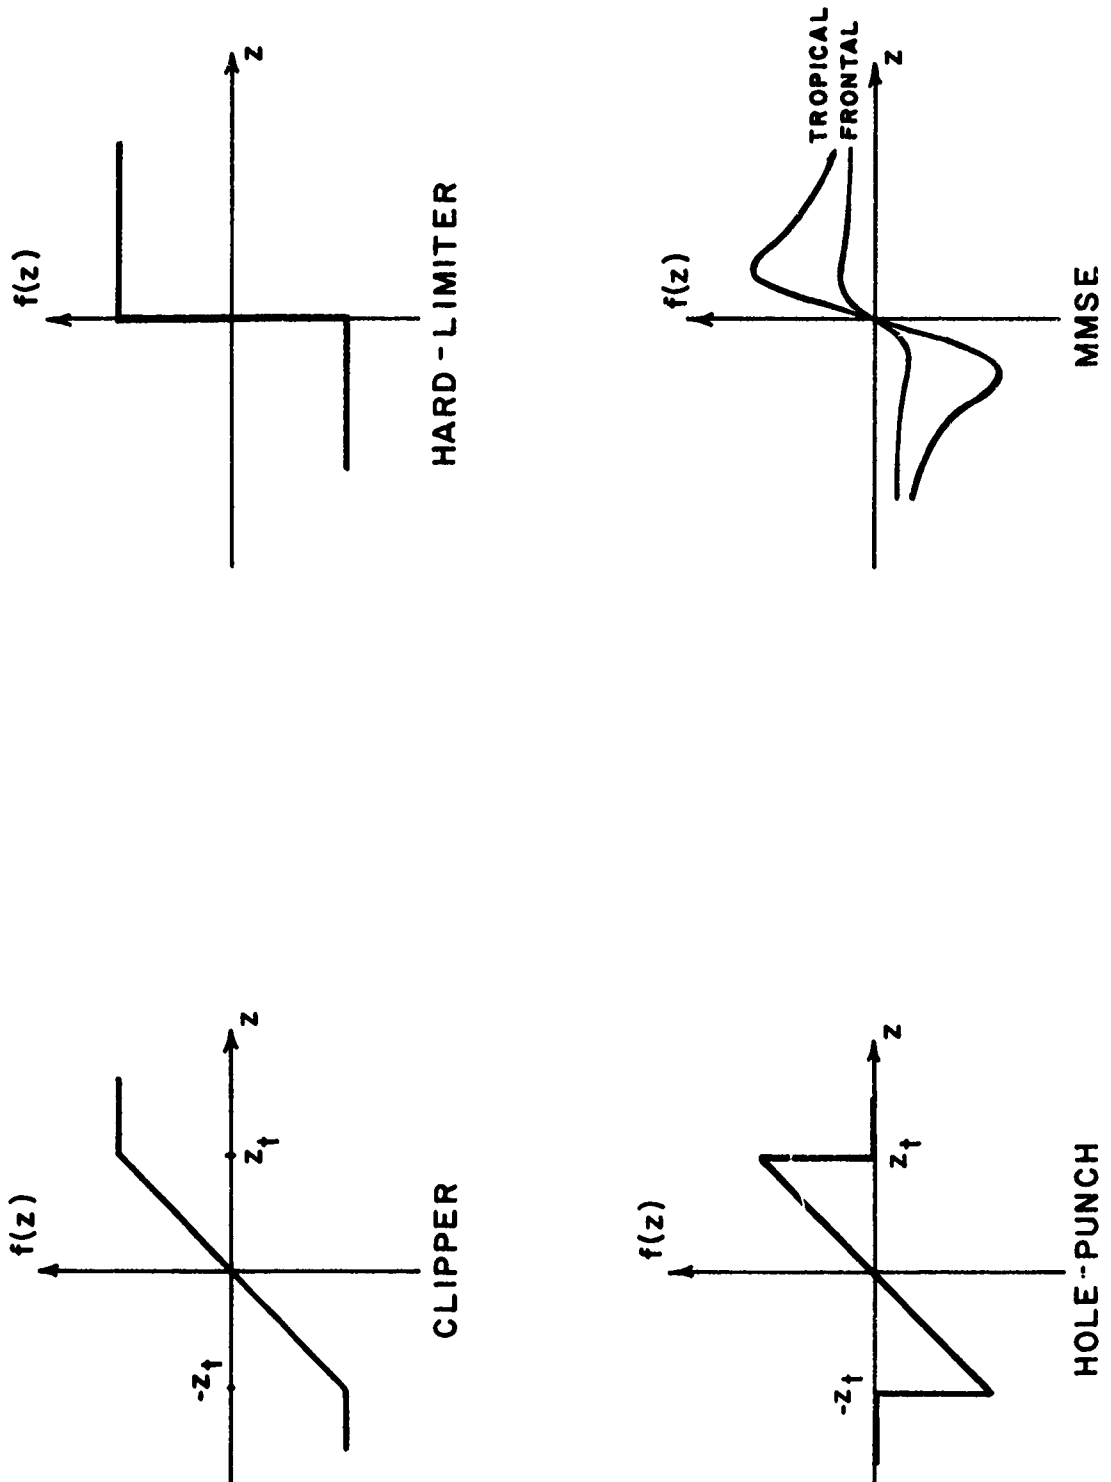 f(z)
z
-z_t
z_t
CLIPPER
f(z)
z
HARD-LIMITER
f(z)
z
-z_t
z_t
HOLE-PUNCH
f(z)
TROPICAL
FRONTAL
z
MMSE